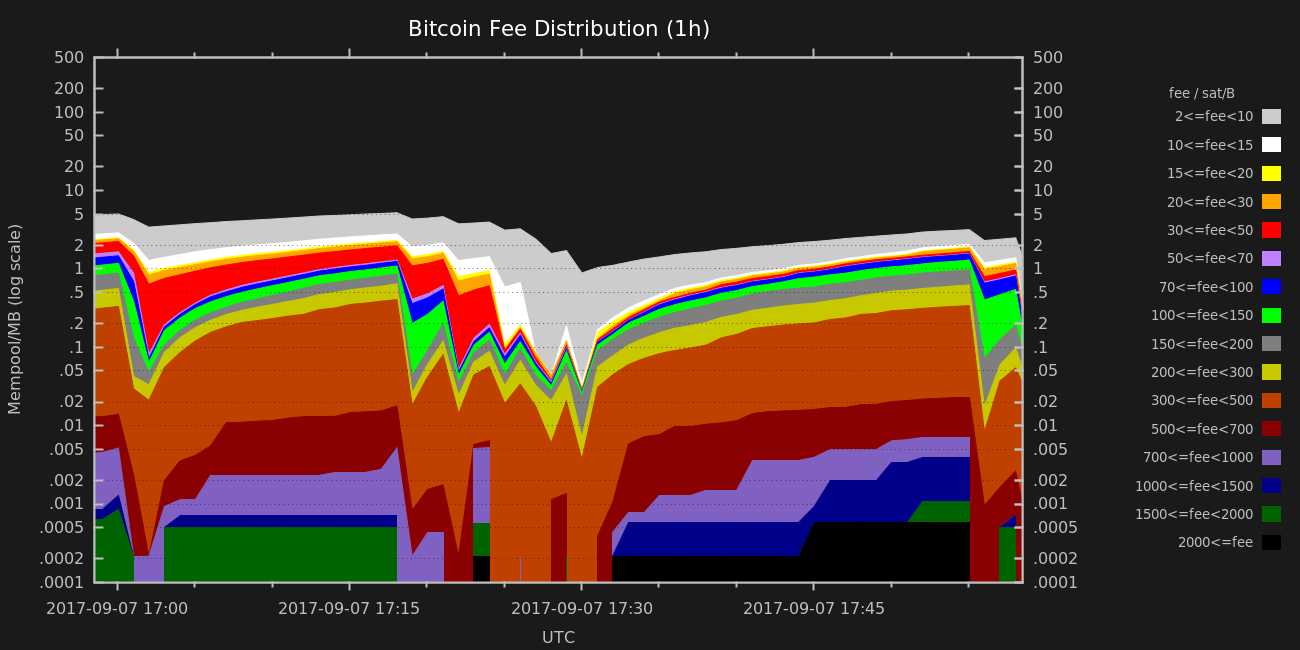 Bitcoin Fee Distribution (1h)
500 500
200 200
100 100
50 50
20 20
10 10
5 5
2 2
1 1
.5 .5
.2 .2
.1 .1
.05 .05
.02 .02
.01 .01
.005 .005
.002 .002
.001 .001
.0005 .0005
.0002 .0002
.0001 .0001
Mempool/MB (log scale)
2017-09-07 17:00 2017-09-07 17:15 2017-09-07 17:30 2017-09-07 17:45
UTC
fee / sat/B
2<=fee<10
10<=fee<15
15<=fee<20
20<=fee<30
30<=fee<50
50<=fee<70
70<=fee<100
100<=fee<150
150<=fee<200
200<=fee<300
300<=fee<500
500<=fee<700
700<=fee<1000
1000<=fee<1500
1500<=fee<2000
2000<=fee